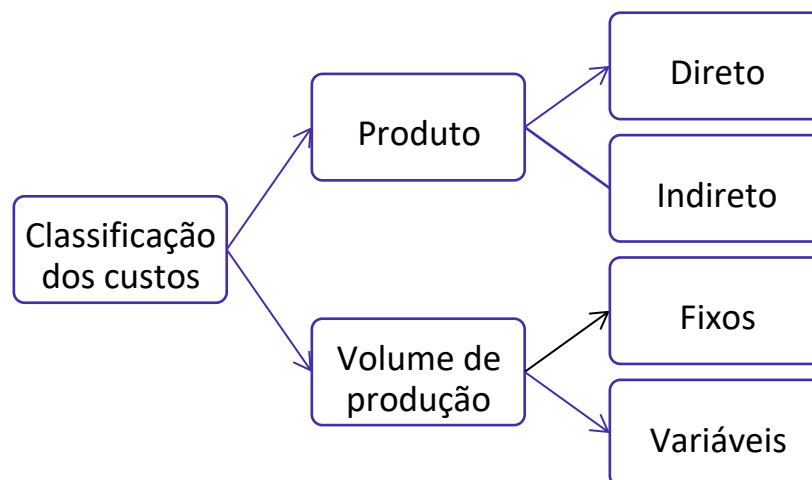 Classificação
dos custos
Produto
Direto
Indireto
Volume de
produção
Fixos
Variáveis